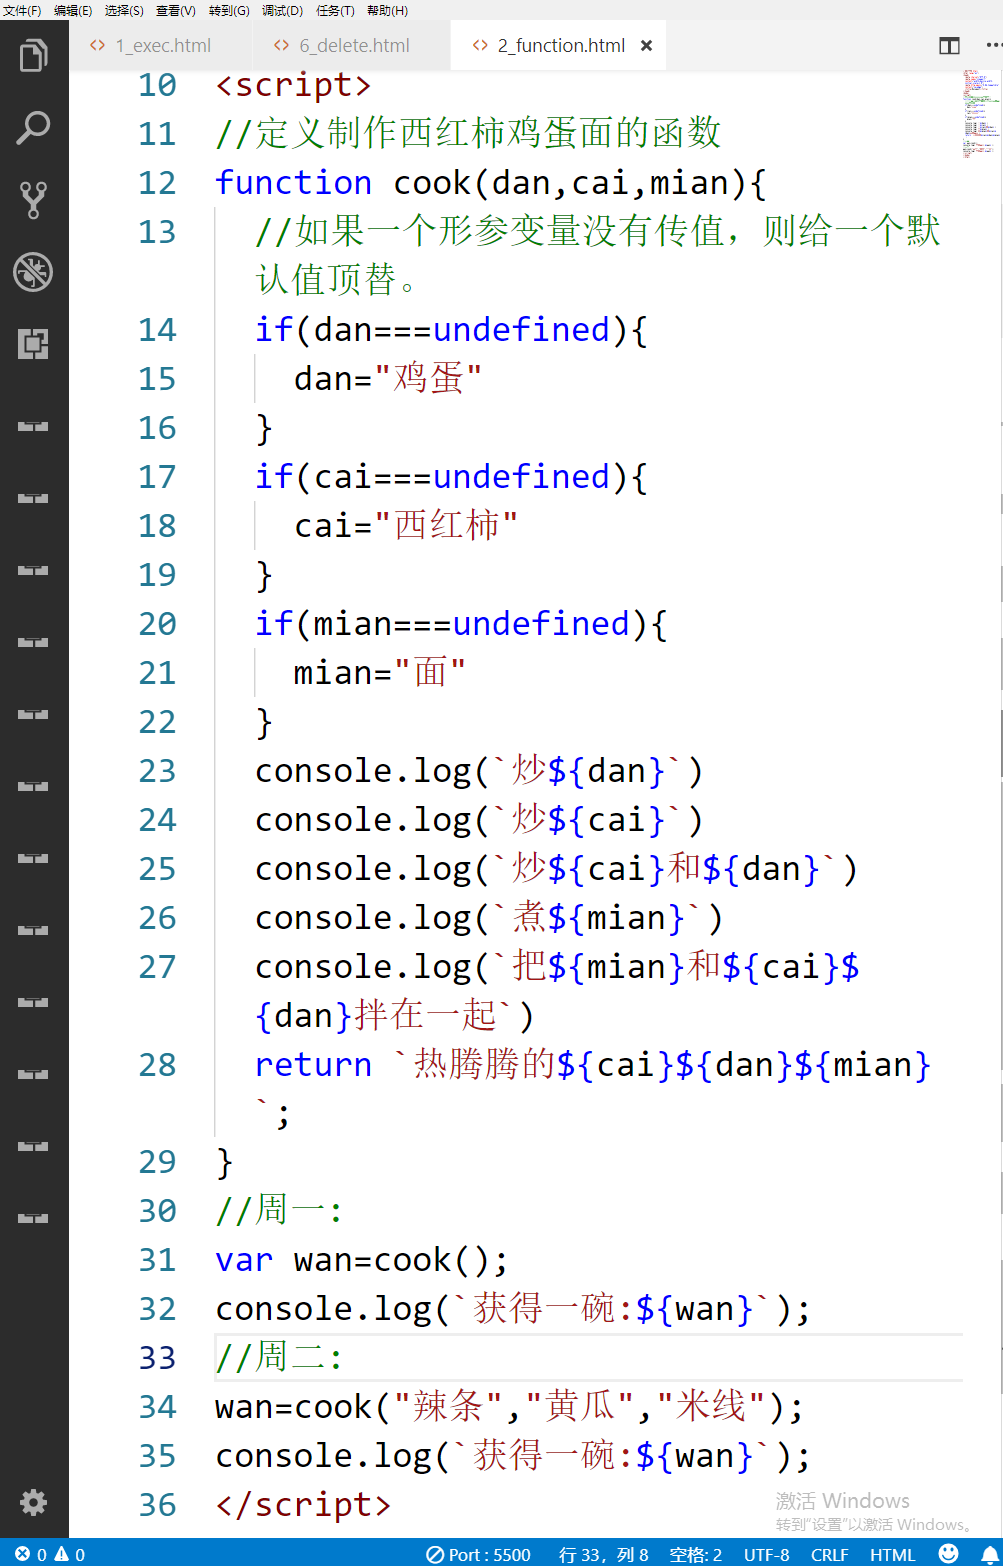 文件(F) 编辑(E) 选择(S) 查看(V) 转到(G) 调试(D) 任务(T) 帮助(H)
<> 1_exec.html <> 6_delete.html <> 2_function.html ×
10 <script>
11 //定义制作西红柿鸡蛋面的函数
12 function cook(dan,cai,mian){
13 //如果一个形参变量没有传值，则给一个默
认值顶替。
14 if(dan===undefined){
15 dan="鸡蛋"
16 }
17 if(cai===undefined){
18 cai="西红柿"
19 }
20 if(mian===undefined){
21 mian="面"
22 }
23 console.log(`炒${dan}`)
24 console.log(`炒${cai}`)
25 console.log(`炒${cai}和${dan}`)
26 console.log(`煮${mian}`)
27 console.log(`把${mian}和${cai}$
{dan}拌在一起`)
28 return `热腾腾的${cai}${dan}${mian}
`;
29 }
30 //周一:
31 var wan=cook();
32 console.log(`获得一碗:${wan}`);
33 //周二:
34 wan=cook("辣条","黄瓜","米线");
35 console.log(`获得一碗:${wan}`);
36 </script>
激活 Windows
转到"设置"以激活 Windows。
0 0 Port : 5500 行 33，列 8 空格: 2 UTF-8 CRLF HTML